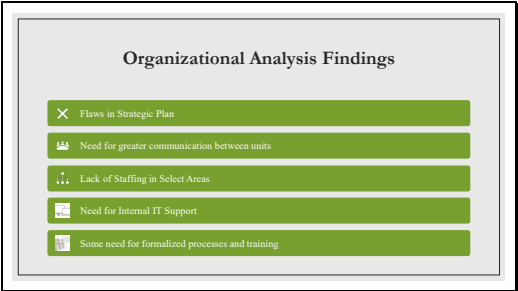 Organizational Analysis Findings
Flaws in Strategic Plan
Need for greater communication between units
Lack of Staffing in Select Areas
Need for Internal IT Support
Some need for formalized processes and training